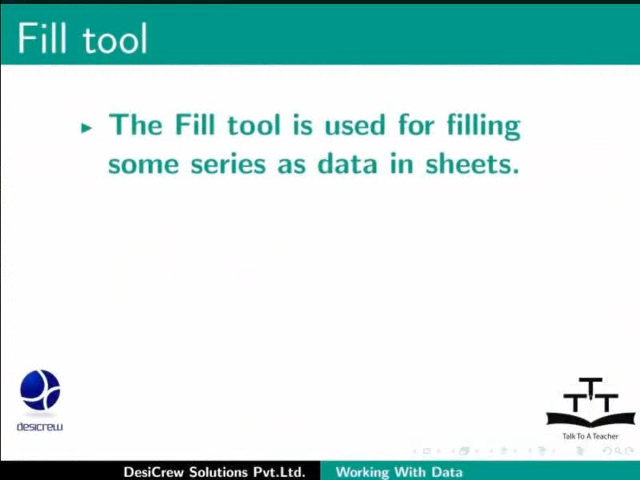 Fill tool
The Fill tool is used for filling
some series as data in sheets.
desicrew
TTT
Talk To A Teacher
DesiCrew Solutions Pvt.Ltd. Working With Data